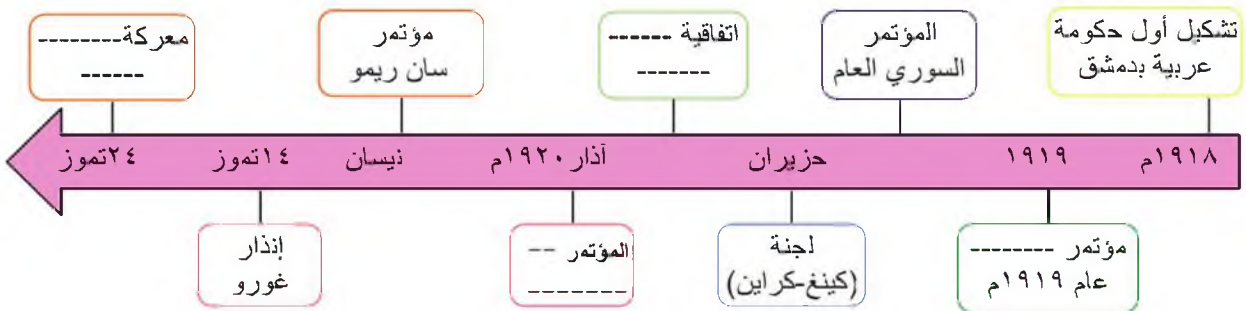 تشكيل أول حكومة
عربية بدمشق
المؤتمر
السوري العام
اتفاقية ------
-------
مؤتمر
سان ريمو
معركة--------
------
١٩١٨م
١٩١٩
حزيران
آذار ١٩٢٠م
نيسان
١٤تموز
٢٤تموز
مؤتمر --------
عام ١٩١٩م
لجنة
(كينغ-كراين)
المؤتمر --
-------
إنذار
غورو